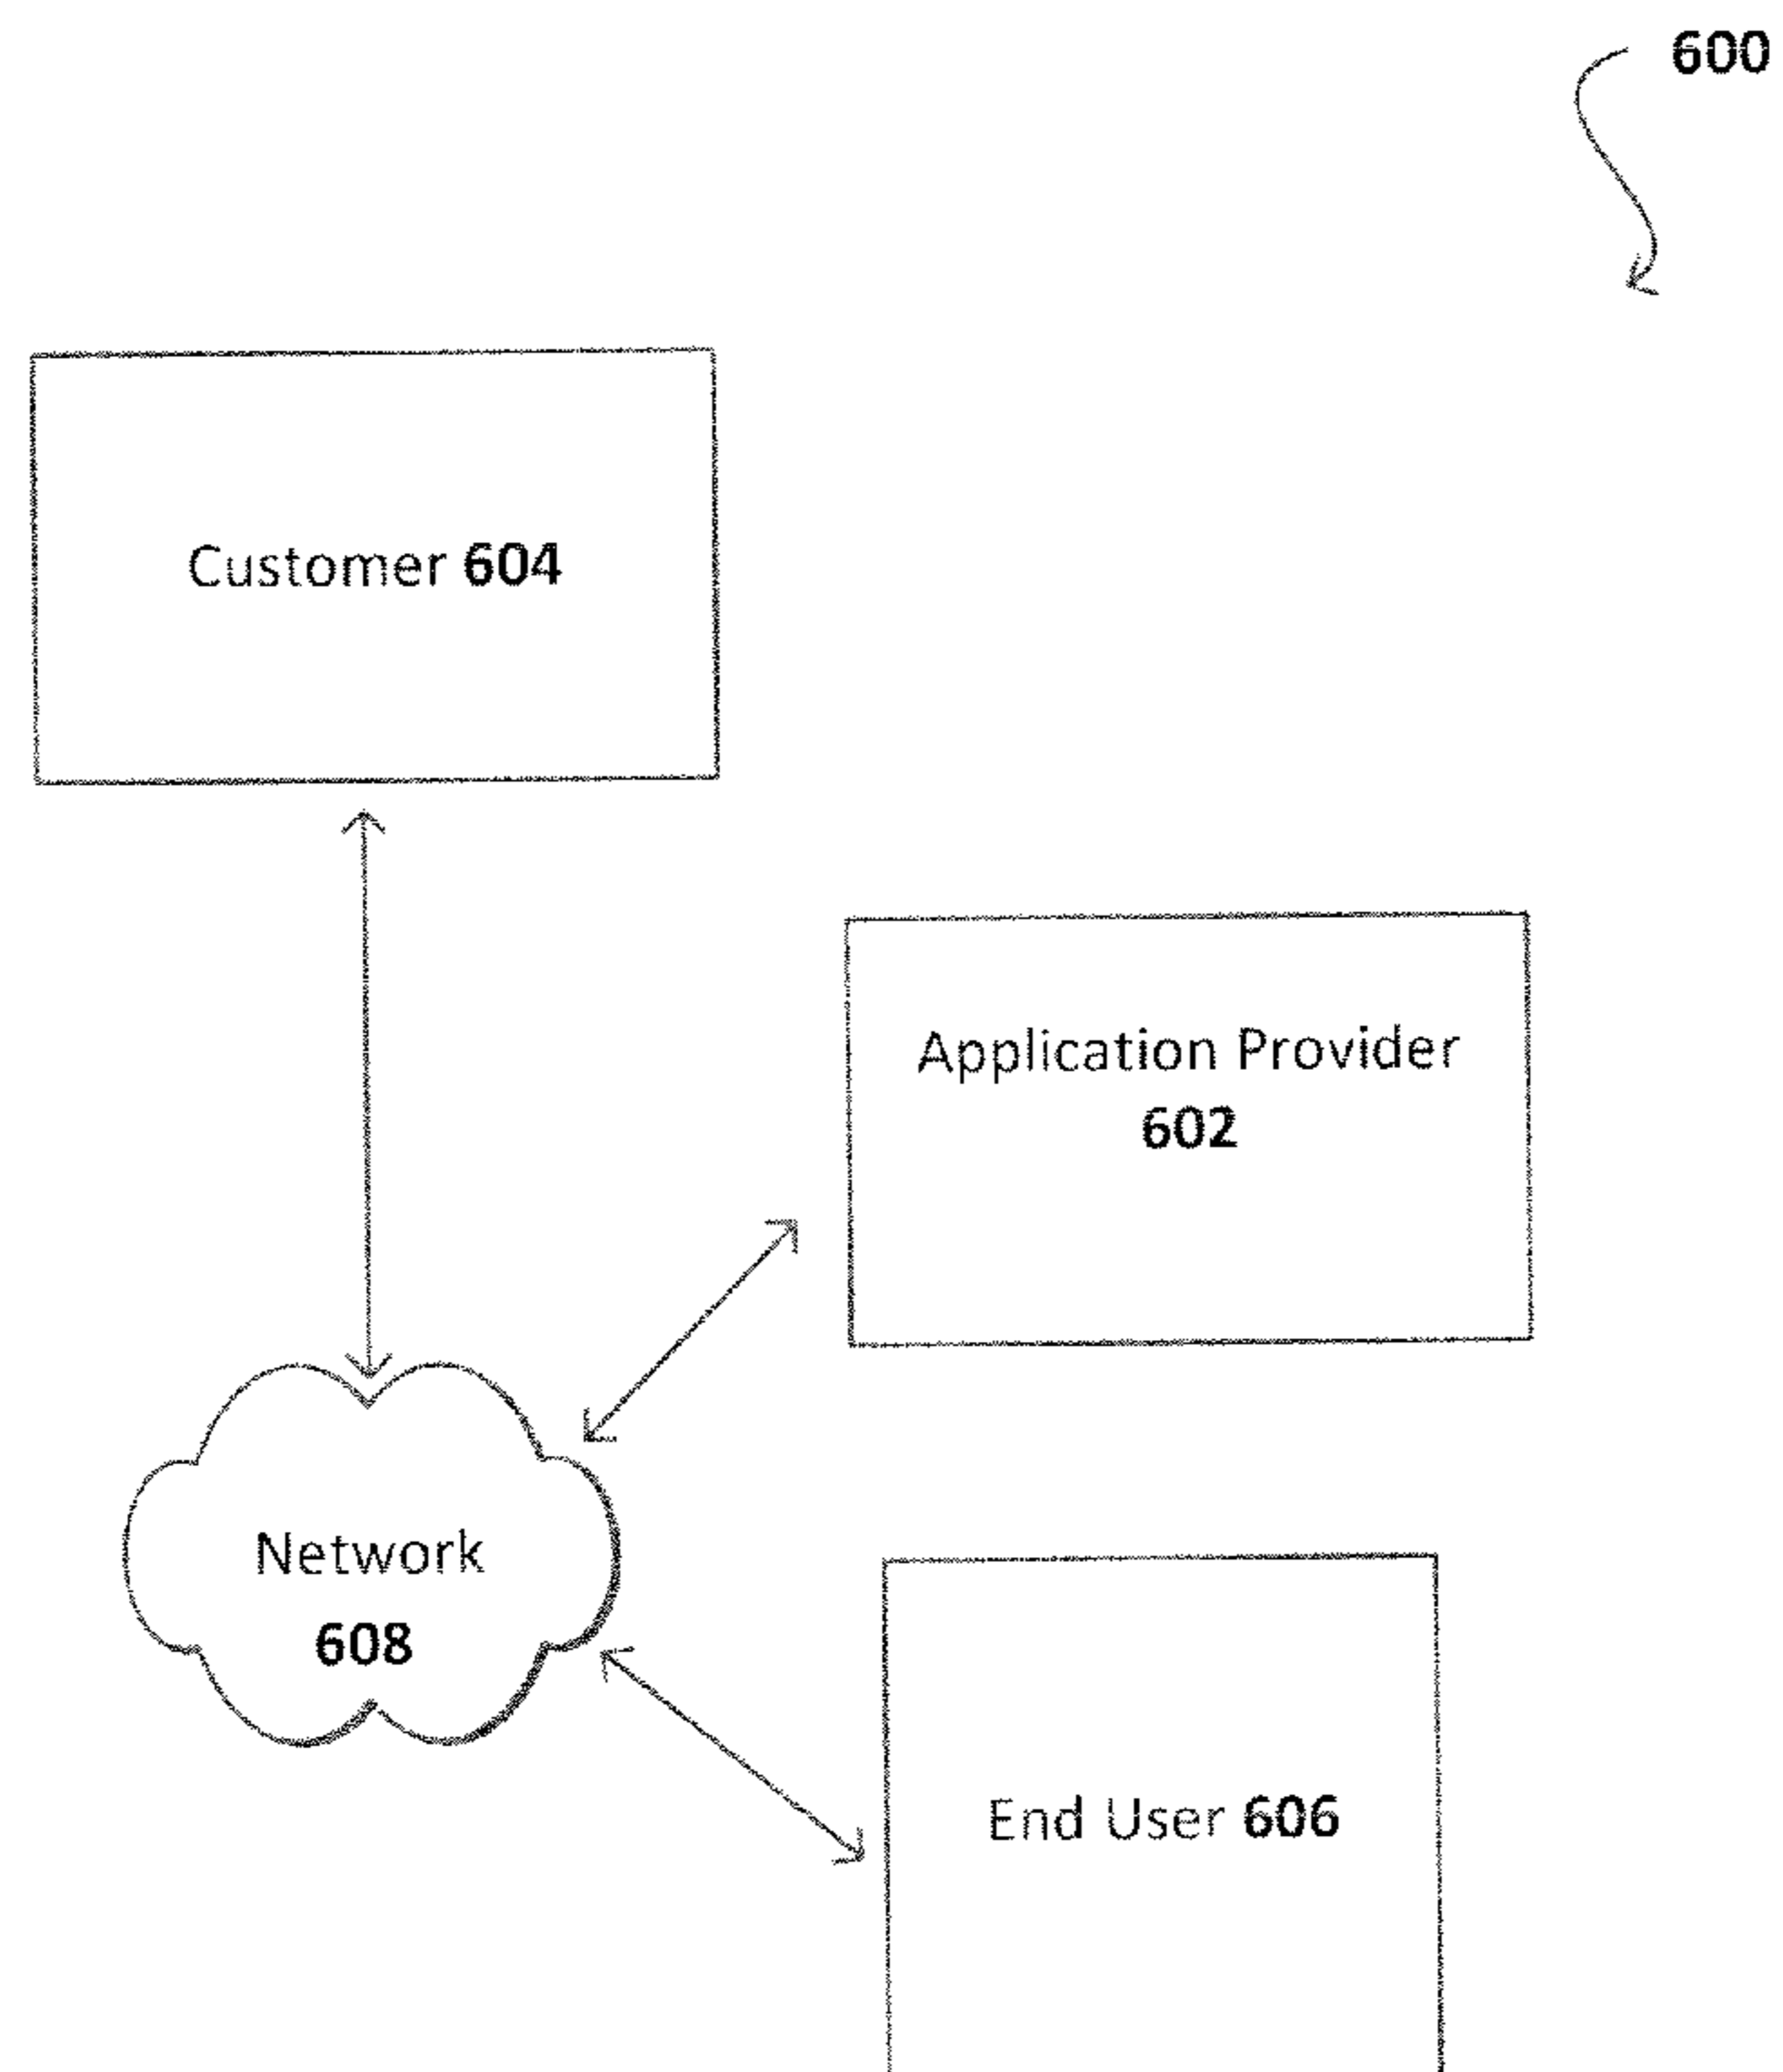 600
Customer 604
Application Provider
602
Network
608
End User 606